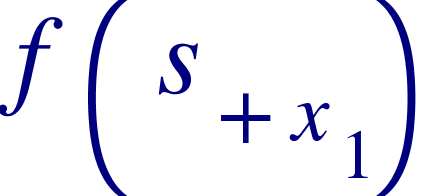 f ( s + x 1 )